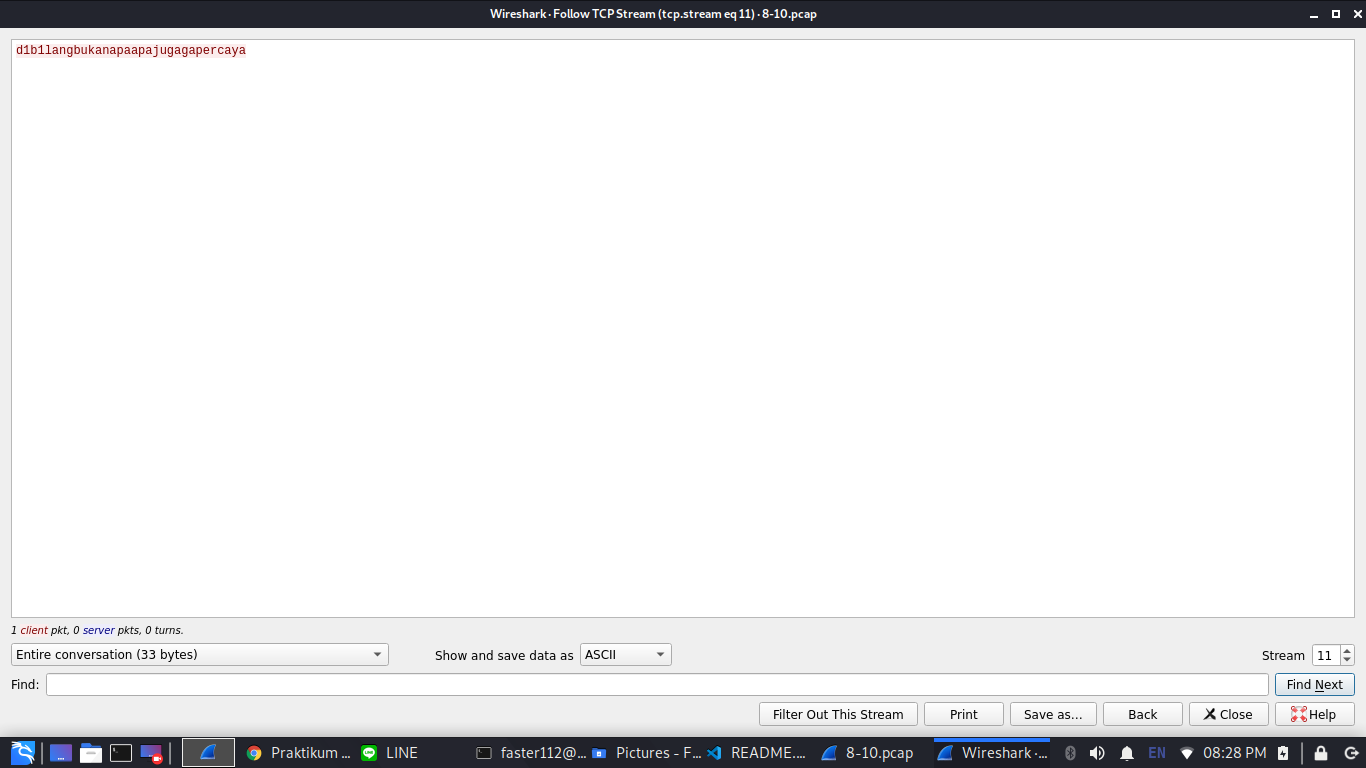 Wireshark · Follow TCP Stream (tcp.stream eq 11) · 8-10.pcap
d1b1langbukanapaapajugagapercaya
1 client pkt, 0 server pkts, 0 turns.
Entire conversation (33 bytes)
Show and save data as
ASCII
Stream
11
Find:
Find Next
Filter Out This Stream
Print
Save as…
Back
Close
Help
Praktikum ...
LINE
faster112@...
Pictures - F...
README....
8-10.pcap
Wireshark ·...
EN
08:28 PM